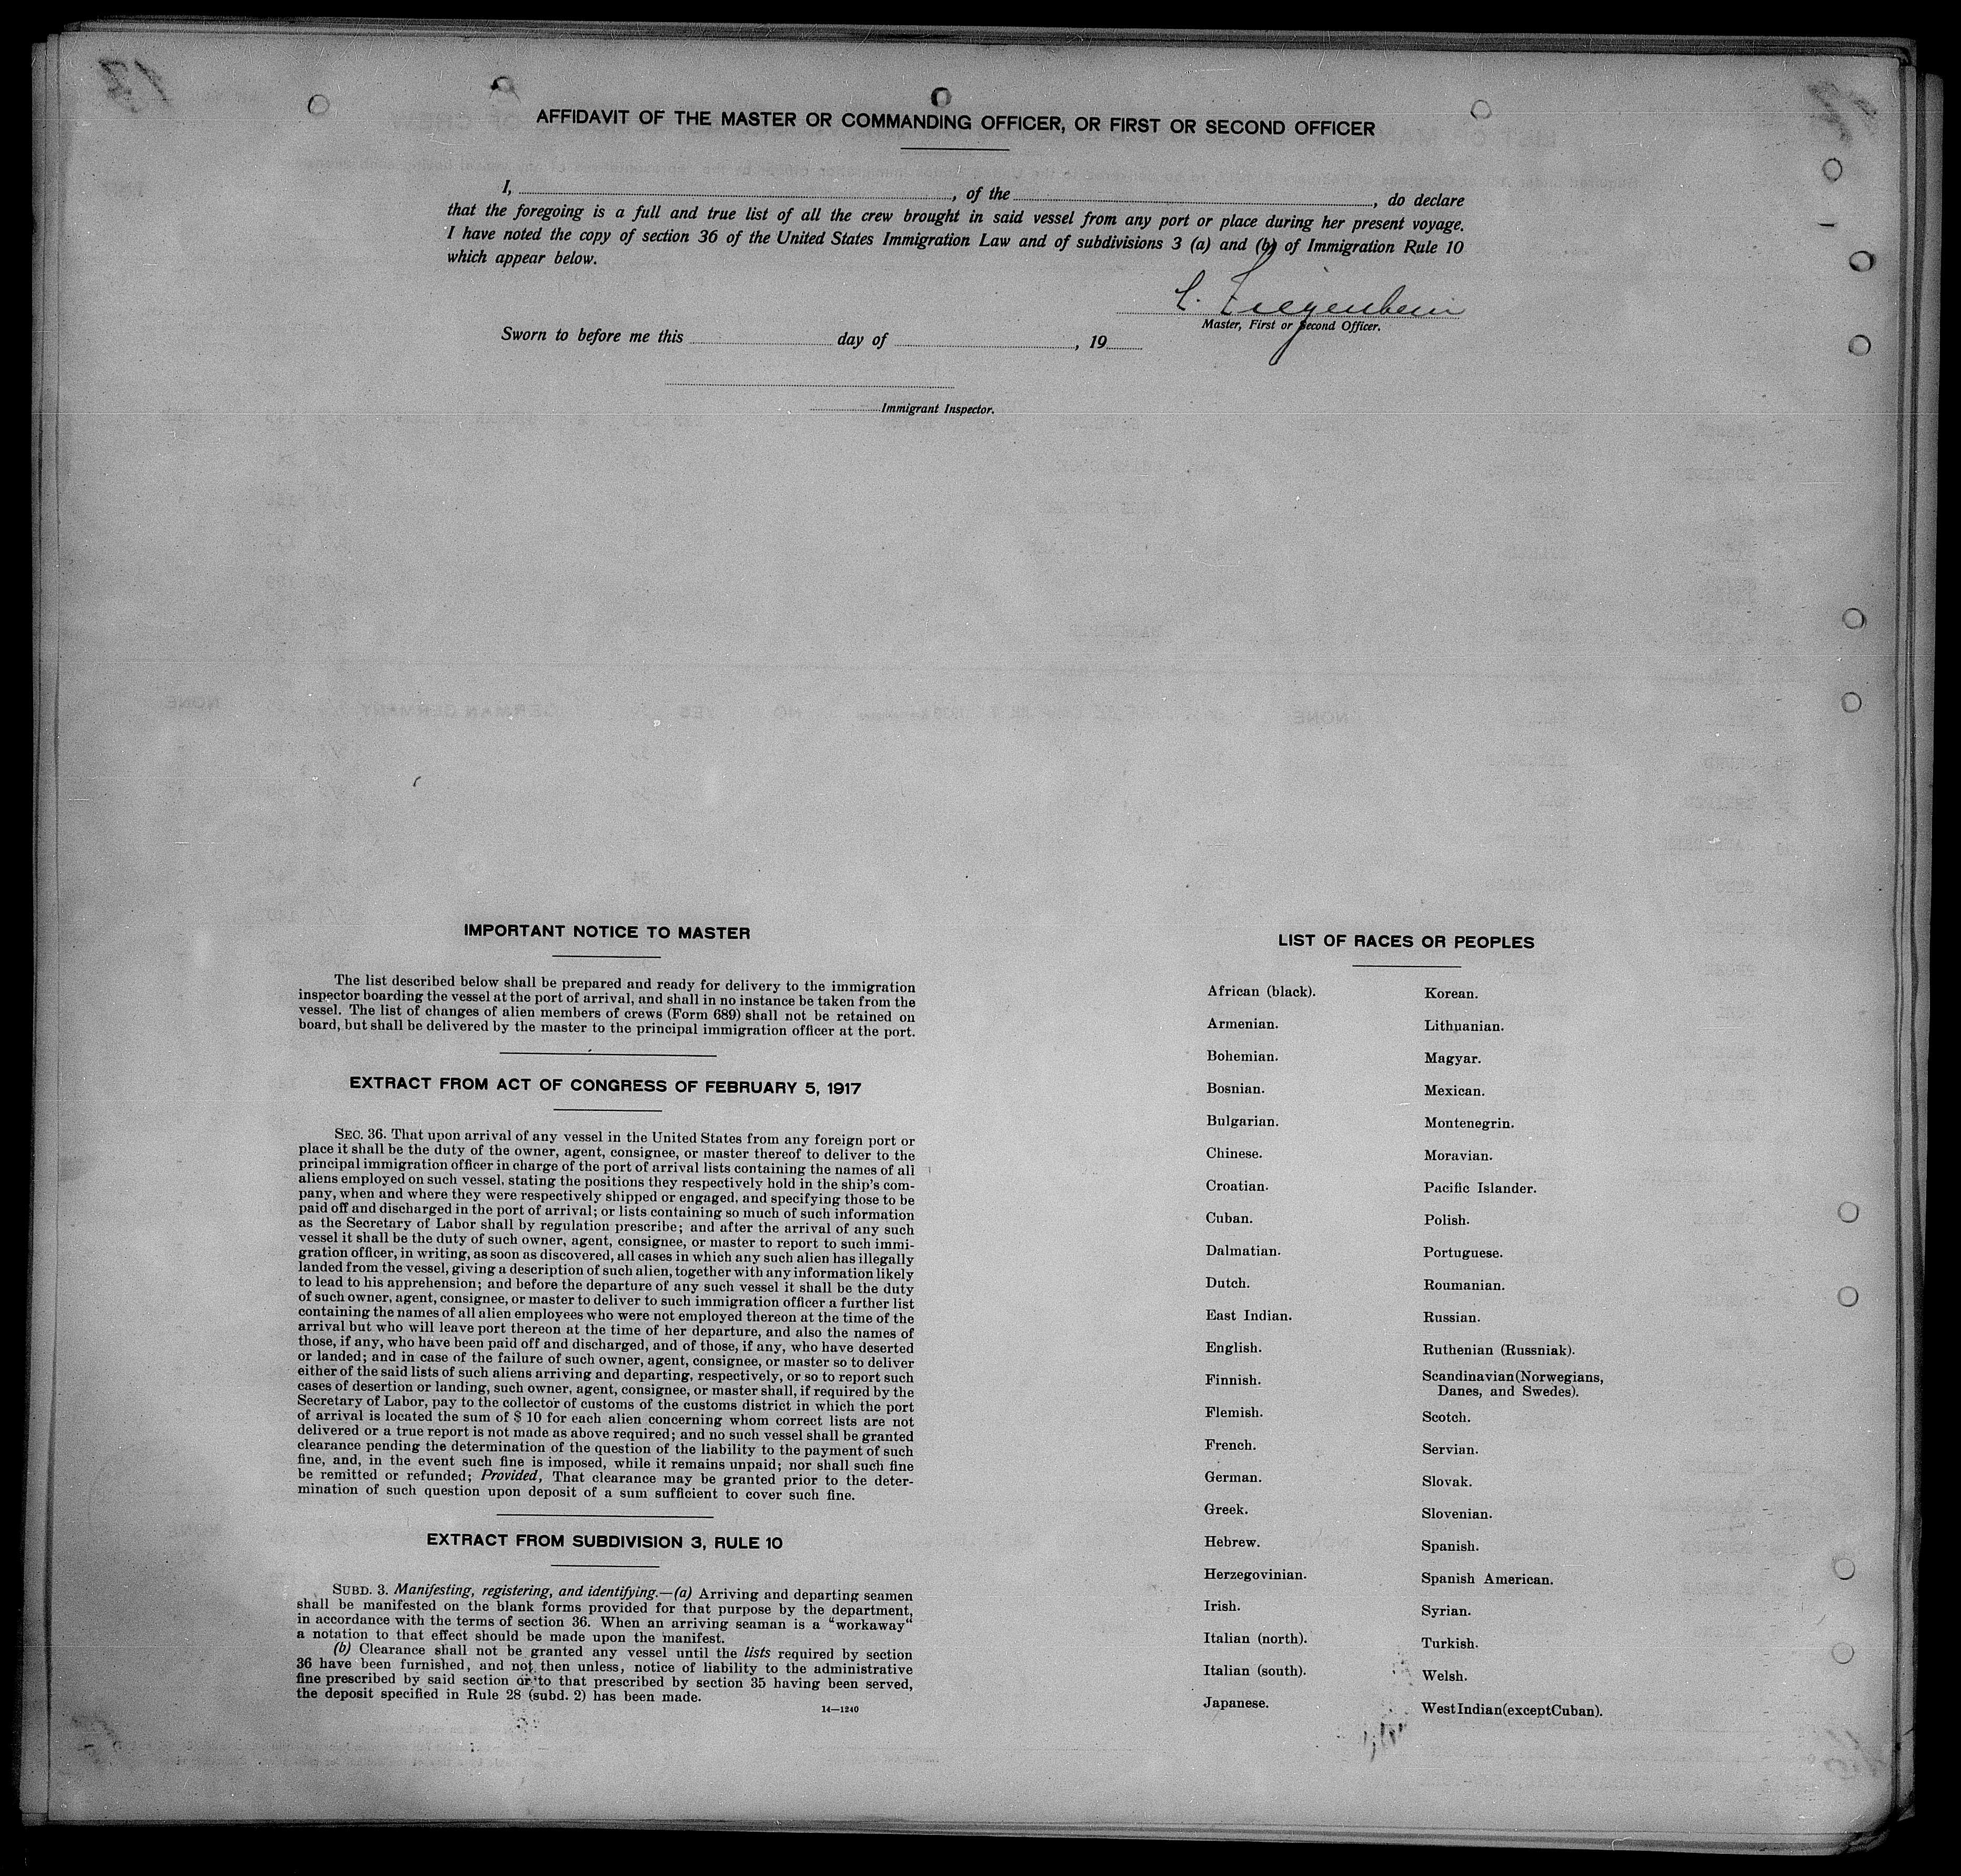 AFFIDAVIT OF THE MASTER OR COMMANDING OFFICER, OR FIRST OR SECOND OFFICER
I, , of the , do declare
that the foregoing is a full and true list of all the crew brought in said vessel from any port or place during her present voyage.
I have noted the copy of section 36 of the United States Immigration Law and of subdivisions 3 (a) and (b) of Immigration Rule 10
which appear below.
Master, First or Second Officer.
Sworn to before me this day of , 19
Immigrant Inspector.
IMPORTANT NOTICE TO MASTER
The list described below shall be prepared and ready for delivery to the immigration
inspector boarding the vessel at the port of arrival, and shall in no instance be taken from the
vessel. The list of changes of alien members of crews (Form 689) shall not be retained on
board, but shall be delivered by the master to the principal immigration officer at the port.
EXTRACT FROM ACT OF CONGRESS OF FEBRUARY 5, 1917
SEC. 36. That upon arrival of any vessel in the United States from any foreign port or
place it shall be the duty of the owner, agent, consignee, or master thereof to deliver to the
principal immigration officer in charge of the port of arrival lists containing the names of all
aliens employed on such vessel, stating the positions they respectively hold in the ship's com-
pany, when and where they were respectively shipped or engaged, and specifying those to be
paid off and discharged in the port of arrival; or lists containing so much of such information
as the Secretary of Labor shall by regulation prescribe; and after the arrival of any such
vessel it shall be the duty of such owner, agent, consignee, or master to report to such immi-
gration officer, in writing, as soon as discovered, all cases in which any such alien has illegally
landed from the vessel, giving a description of such alien, together with any information likely
to lead to his apprehension; and before the departure of any such vessel it shall be the duty
of such owner, agent, consignee, or master to deliver to such immigration officer a further list
containing the names of all alien employees who were not employed thereon at the time of the
arrival but who will leave port thereon at the time of her departure, and also the names of
those, if any, who have been paid off and discharged, and of those, if any, who have deserted
or landed; and in case of the failure of such owner, agent, consignee, or master so to deliver
either of the said lists of such aliens arriving and departing, respectively, or so to report such
cases of desertion or landing, such owner, agent, consignee, or master shall, if required by the
Secretary of Labor, pay to the collector of customs of the customs district in which the port
of arrival is located the sum of $ 10 for each alien concerning whom correct lists are not
delivered or a true report is not made as above required; and no such vessel shall be granted
clearance pending the determination of the question of the liability to the payment of such
fine, and, in the event such fine is imposed, while it remains unpaid; nor shall such fine
be remitted or refunded; Provided, That clearance may be granted prior to the deter-
mination of such question upon deposit of a sum sufficient to cover such fine.
EXTRACT FROM SUBDIVISION 3, RULE 10
SUBD. 3. Manifesting, registering, and identifying.—(a) Arriving and departing seamen
shall be manifested on the blank forms provided for that purpose by the department,
in accordance with the terms of section 36. When an arriving seaman is a "workaway"
a notation to that effect should be made upon the manifest.
(b) Clearance shall not be granted any vessel until the lists required by section
36 have been furnished, and not then unless, notice of liability to the administrative
fine prescribed by said section or to that prescribed by section 35 having been served,
the deposit specified in Rule 28 (subd. 2) has been made.
14—1240
LIST OF RACES OR PEOPLES
African (black).
Armenian.
Bohemian.
Bosnian.
Bulgarian.
Chinese.
Croatian.
Cuban.
Dalmatian.
Dutch.
East Indian.
English.
Finnish.
Flemish.
French.
German.
Greek.
Hebrew.
Herzegovinian.
Irish.
Italian (north).
Italian (south).
Japanese.
Korean.
Lithuanian.
Magyar.
Mexican.
Montenegrin.
Moravian.
Pacific Islander.
Polish.
Portuguese.
Roumanian.
Russian.
Ruthenian (Russniak).
Scandinavian (Norwegians,
Danes, and Swedes).
Scotch.
Servian.
Slovak.
Slovenian.
Spanish.
Spanish American.
Syrian.
Turkish.
Welsh.
West Indian (except Cuban).